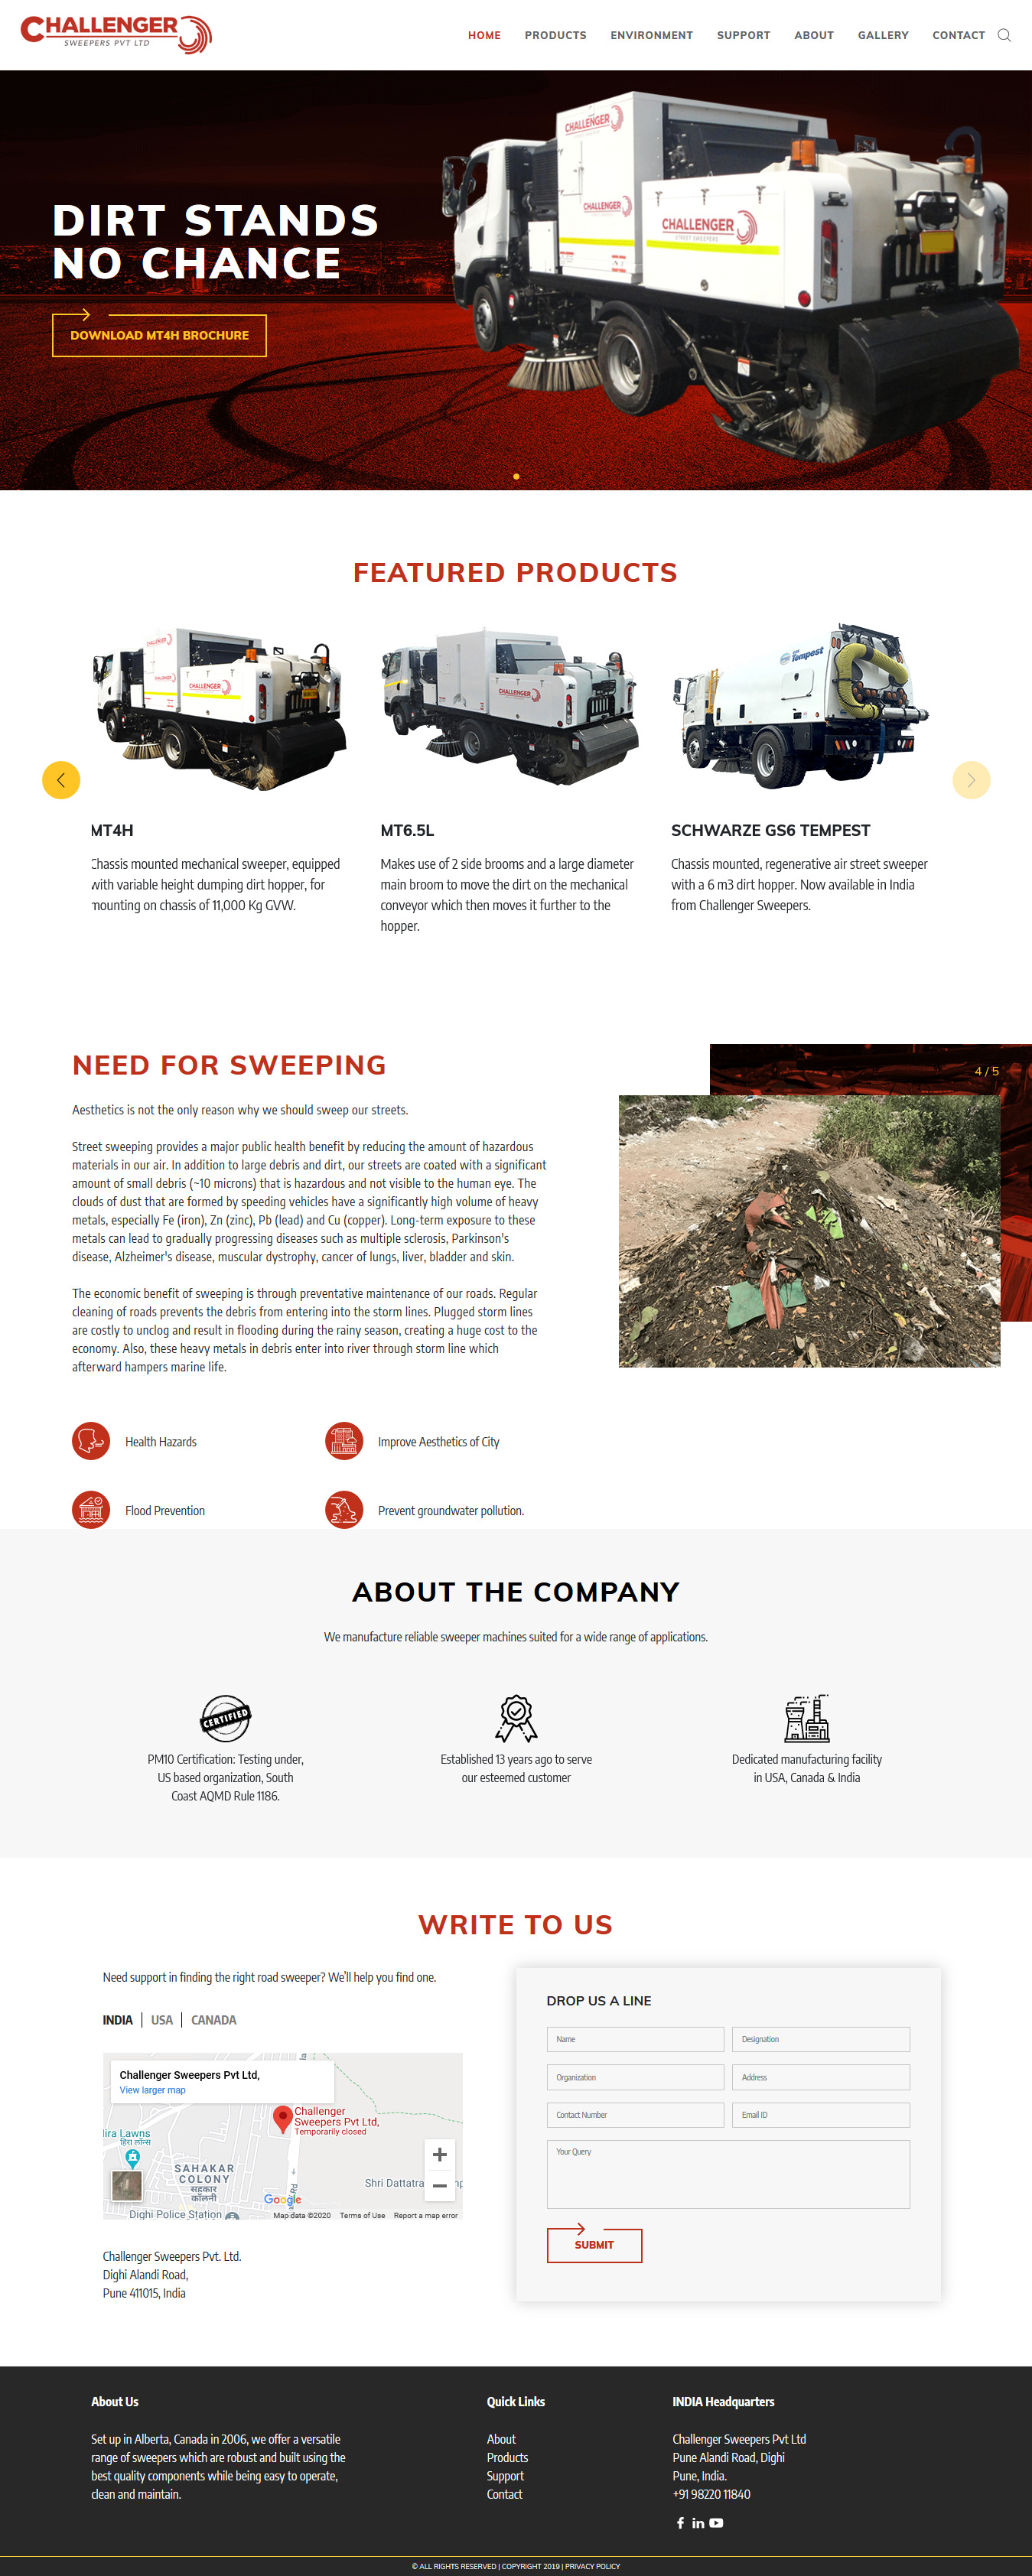 CHALLENGER
SWEEPERS PVT LTD
HOME PRODUCTS ENVIRONMENT SUPPORT ABOUT GALLERY CONTACT
CHALLENGER
CHALLENGER
CHALLENGER
STREET SWEEPERS
DIRT STANDS
NO CHANCE
DOWNLOAD MT4H BROCHURE
FEATURED PRODUCTS
CHALLENGER
CHALLENGER
CHALLENGER
Tempest
MT4H
Chassis mounted mechanical sweeper, equipped
with variable height dumping dirt hopper, for
mounting on chassis of 11,000 Kg GVW.
MT6.5L
Makes use of 2 side brooms and a large diameter
main broom to move the dirt on the mechanical
conveyor which then moves it further to the
hopper.
SCHWARZE GS6 TEMPEST
Chassis mounted, regenerative air street sweeper
with a 6 m3 dirt hopper. Now available in India
from Challenger Sweepers.
NEED FOR SWEEPING
4 / 5
Aesthetics is not the only reason why we should sweep our streets.
Street sweeping provides a major public health benefit by reducing the amount of hazardous
materials in our air. In addition to large debris and dirt, our streets are coated with a significant
amount of small debris (~10 microns) that is hazardous and not visible to the human eye. The
clouds of dust that are formed by speeding vehicles have a significantly high volume of heavy
metals, especially Fe (iron), Zn (zinc), Pb (lead) and Cu (copper). Long-term exposure to these
metals can lead to gradually progressing diseases such as multiple sclerosis, Parkinson's
disease, Alzheimer's disease, muscular dystrophy, cancer of lungs, liver, bladder and skin.
The economic benefit of sweeping is through preventative maintenance of our roads. Regular
cleaning of roads prevents the debris from entering into the storm lines. Plugged storm lines
are costly to unclog and result in flooding during the rainy season, creating a huge cost to the
economy. Also, these heavy metals in debris enter into river through storm line which
afterward hampers marine life.
Health Hazards
Improve Aesthetics of City
Flood Prevention
Prevent groundwater pollution.
ABOUT THE COMPANY
We manufacture reliable sweeper machines suited for a wide range of applications.
CERTIFIED
PM10 Certification: Testing under,
US based organization, South
Coast AQMD Rule 1186.
Established 13 years ago to serve
our esteemed customer
Dedicated manufacturing facility
in USA, Canada & India
WRITE TO US
Need support in finding the right road sweeper? We'll help you find one.
INDIA USA CANADA
Challenger Sweepers Pvt Ltd,
View larger map
Challenger
Sweepers Pvt Ltd,
Temporarily closed
ira Lawns
हिरा लॉन्स
SAHAKAR
COLONY
सहकार
कॉलनी
Shri Dattatra
Rd
Google
Dighi Police Station
Map data ©2020 Terms of Use Report a map error
Challenger Sweepers Pvt. Ltd.
Dighi Alandi Road,
Pune 411015, India
DROP US A LINE
Name
Designation
Organization
Address
Contact Number
Email ID
Your Query
SUBMIT
About Us
Set up in Alberta, Canada in 2006, we offer a versatile
range of sweepers which are robust and built using the
best quality components while being easy to operate,
clean and maintain.
Quick Links
About
Products
Support
Contact
INDIA Headquarters
Challenger Sweepers Pvt Ltd
Pune Alandi Road, Dighi
Pune, India.
+91 98220 11840
© ALL RIGHTS RESERVED | COPYRIGHT 2019 | PRIVACY POLICY